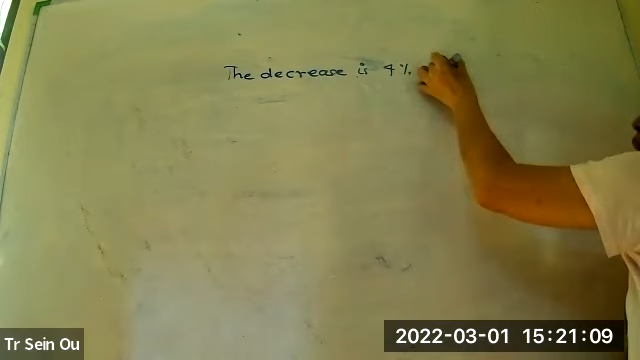 The decrease is 4%
Tr Sein Ou
2022-03-01 15:21:09